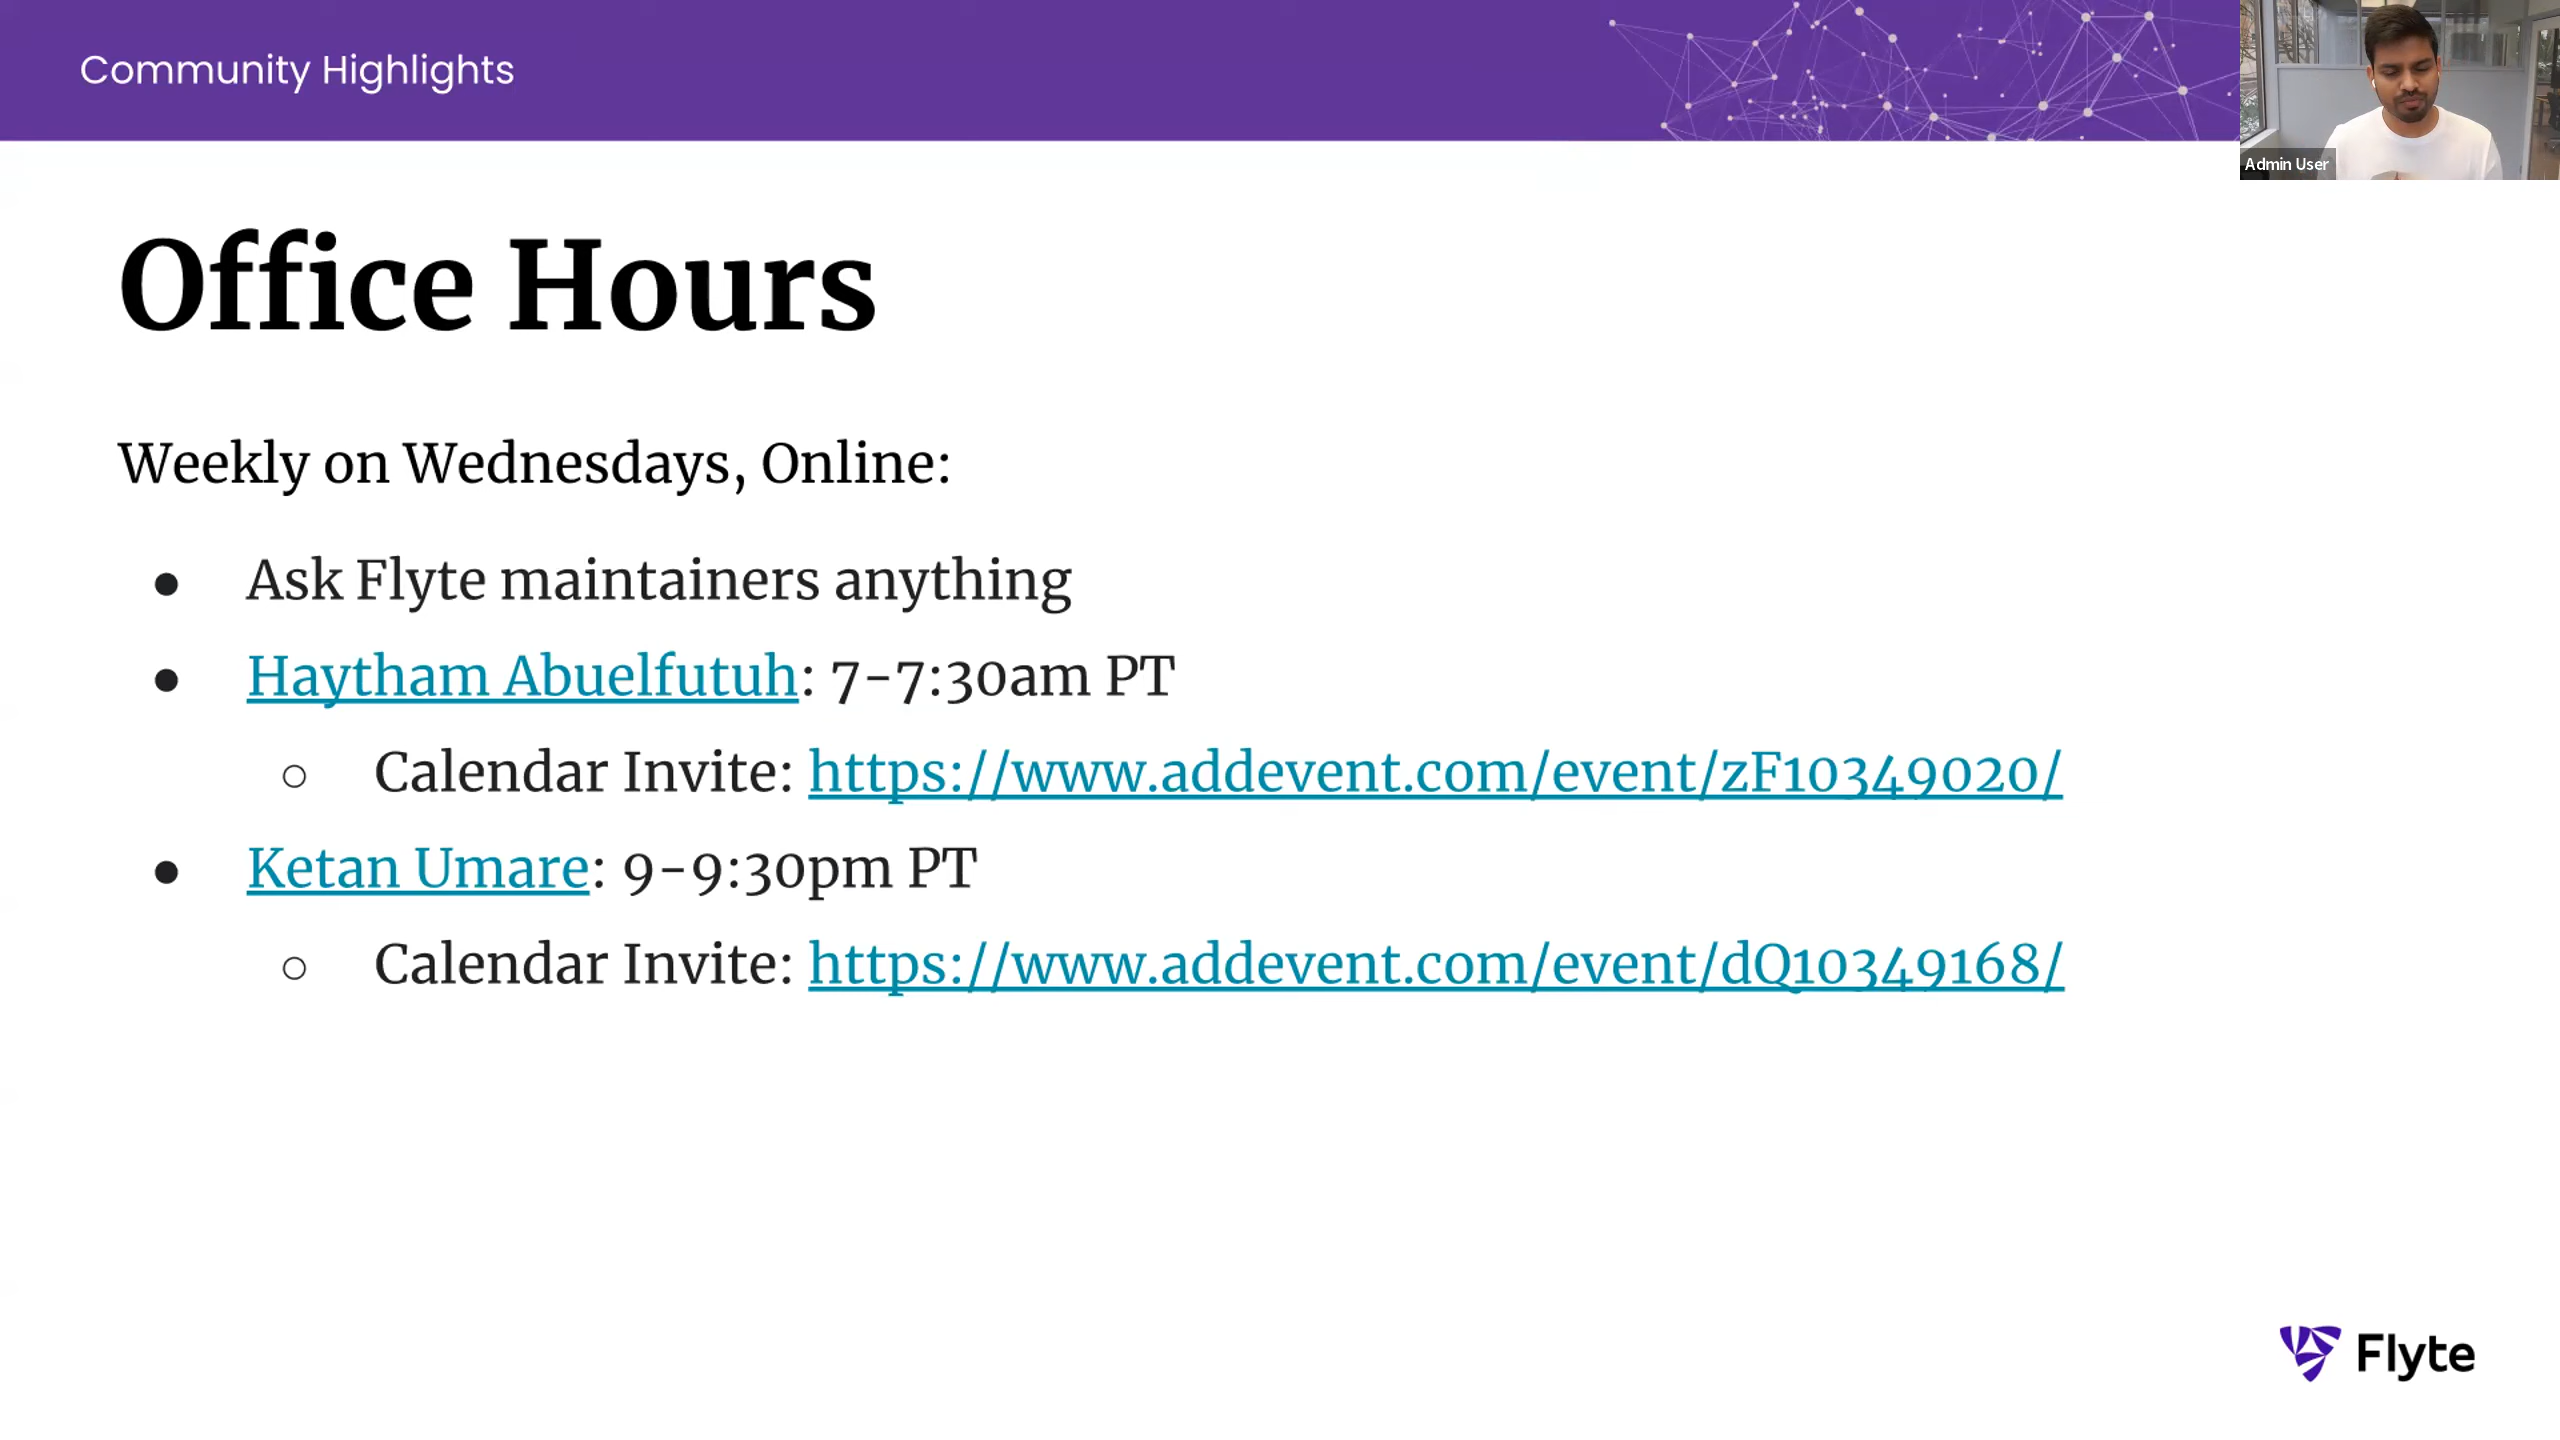 Community Highlights
Admin User
Office Hours
Weekly on Wednesdays, Online:
● Ask Flyte maintainers anything
● Haytham Abuelfutuh: 7-7:30am PT
○ Calendar Invite: https://www.addevent.com/event/zF10349020/
● Ketan Umare: 9-9:30pm PT
○ Calendar Invite: https://www.addevent.com/event/dQ10349168/
Flyte